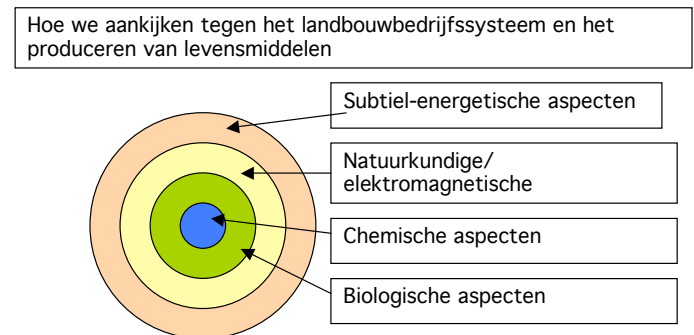 Hoe we aankijken tegen het landbouwbedrijfssysteem en het
produceren van levensmiddelen
Subtiel-energetische aspecten
Natuurkundige/
elektromagnetische
Chemische aspecten
Biologische aspecten